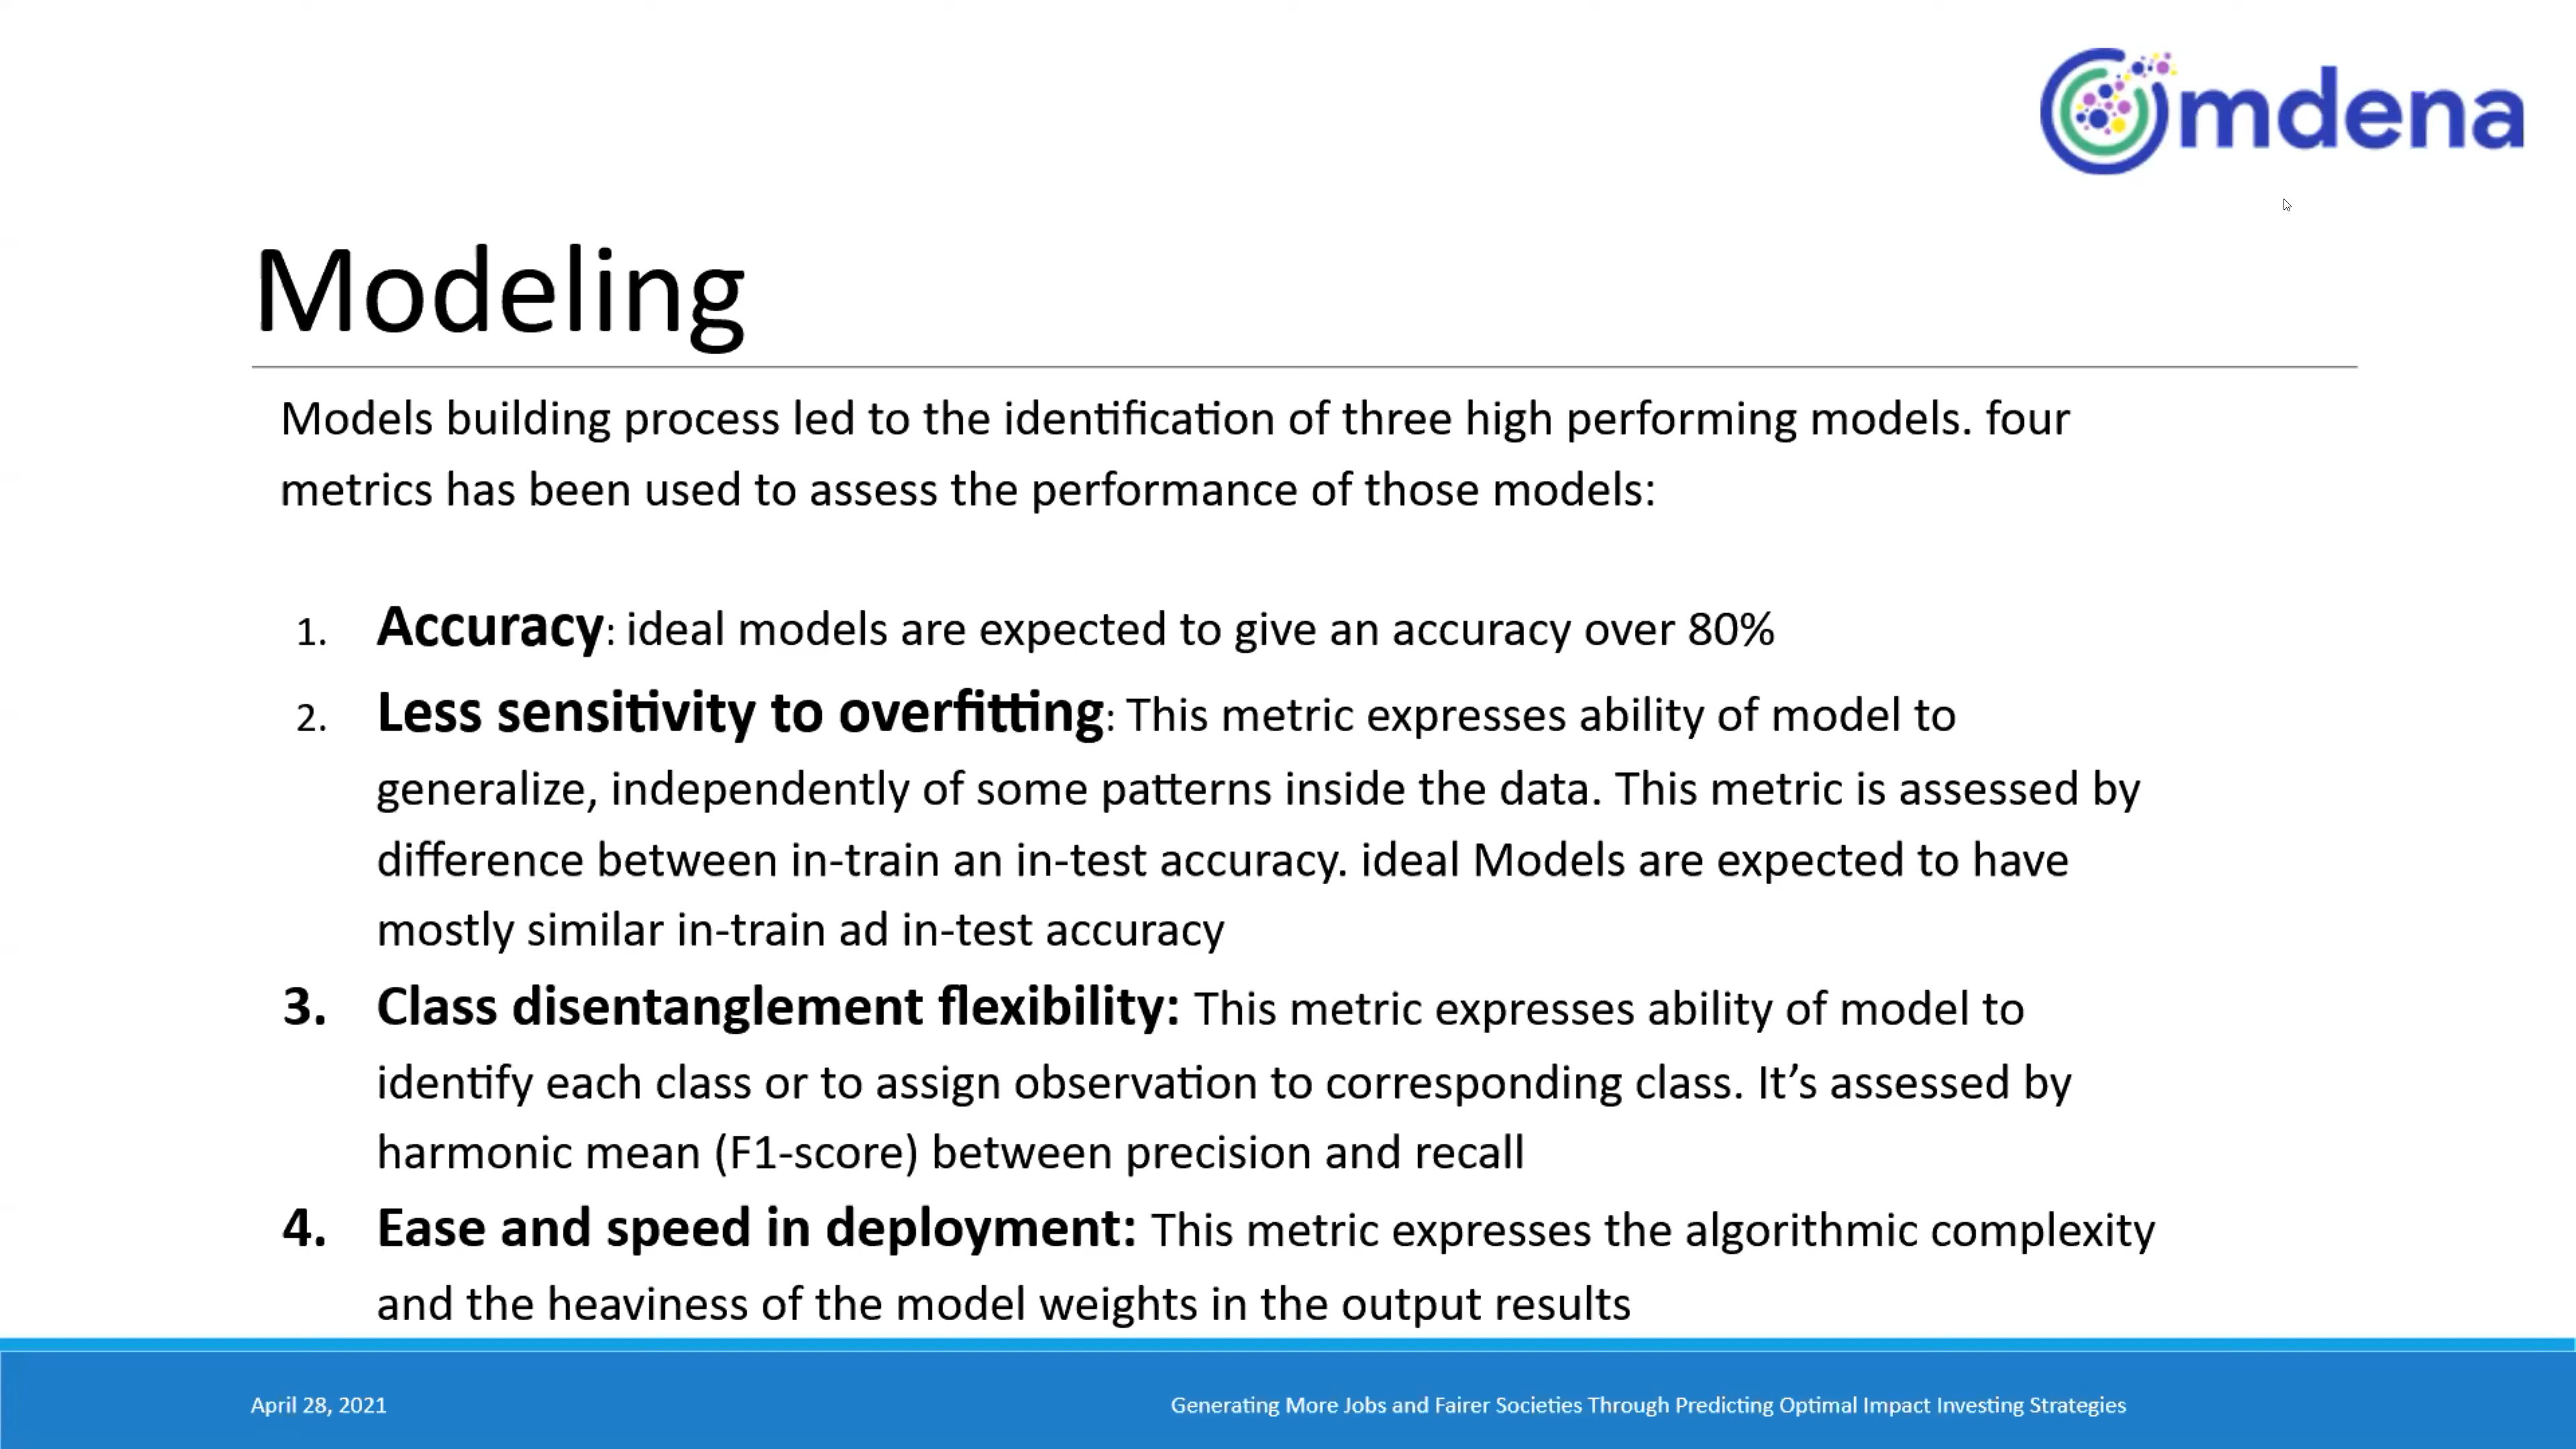 Omdena
Modeling
Models building process led to the identification of three high performing models. four
metrics has been used to assess the performance of those models:
1. Accuracy: ideal models are expected to give an accuracy over 80%
2. Less sensitivity to overfitting: This metric expresses ability of model to
generalize, independently of some patterns inside the data. This metric is assessed by
difference between in-train an in-test accuracy. ideal Models are expected to have
mostly similar in-train ad in-test accuracy
3. Class disentanglement flexibility: This metric expresses ability of model to
identify each class or to assign observation to corresponding class. It’s assessed by
harmonic mean (F1-score) between precision and recall
4. Ease and speed in deployment: This metric expresses the algorithmic complexity
and the heaviness of the model weights in the output results
April 28, 2021
Generating More Jobs and Fairer Societies Through Predicting Optimal Impact Investing Strategies